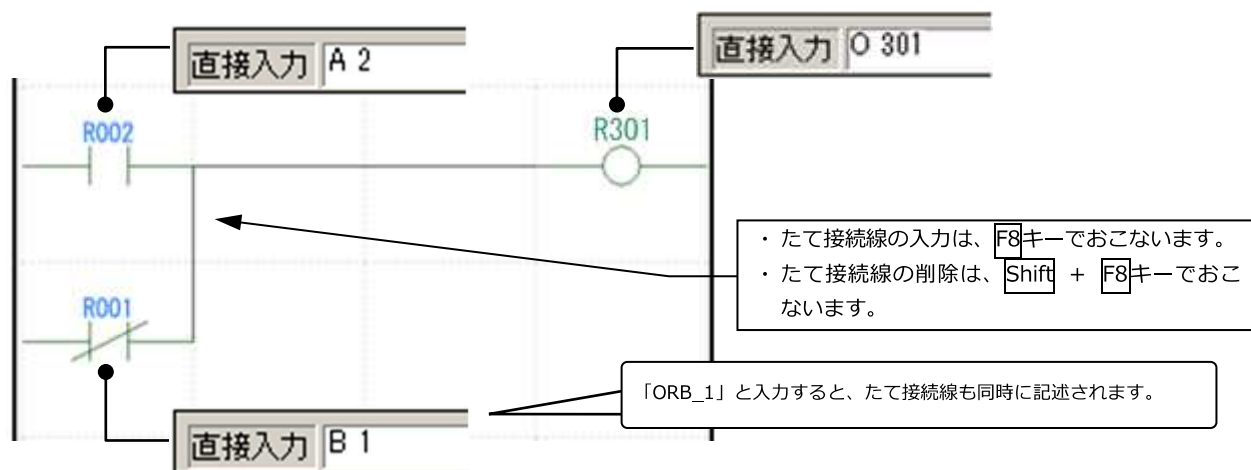 直接入力 A 2
直接入力 O 301
R002
R301
・ たて接続線の入力は、F8キーでおこないます。
・ たて接続線の削除は、Shift + F8キーでおこ
ないます。
R001
「ORB_1」と入力すると、たて接続線も同時に記述されます。
直接入力 B 1